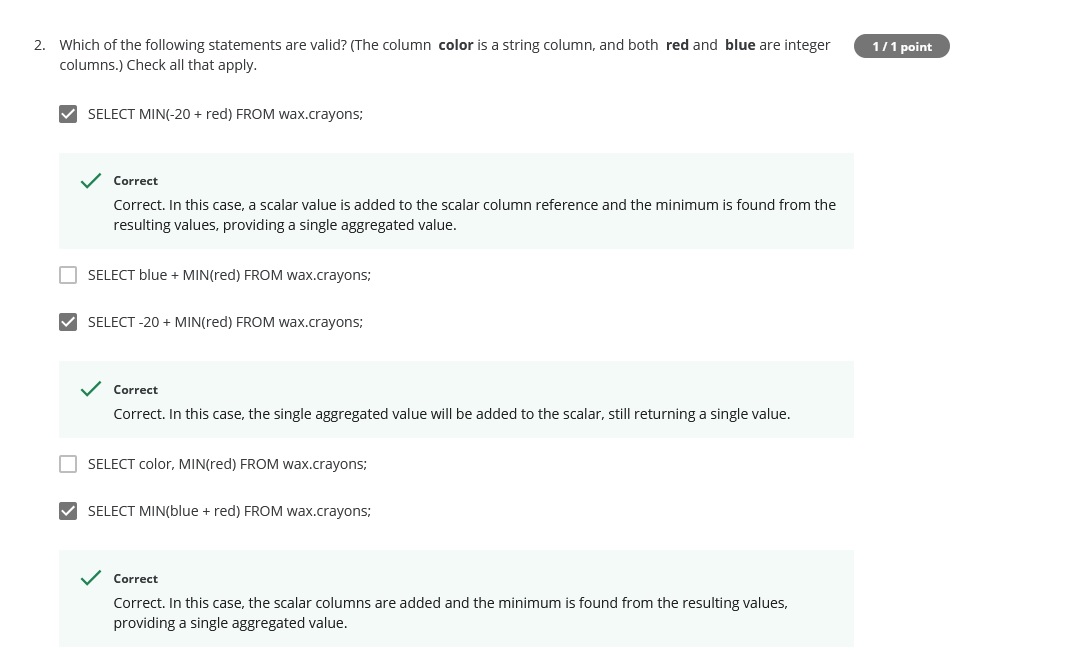 2. Which of the following statements are valid? (The column color is a string column, and both red and blue are integer
columns.) Check all that apply.
1 / 1 point
SELECT MIN(-20 + red) FROM wax.crayons;
Correct
Correct. In this case, a scalar value is added to the scalar column reference and the minimum is found from the
resulting values, providing a single aggregated value.
SELECT blue + MIN(red) FROM wax.crayons;
SELECT -20 + MIN(red) FROM wax.crayons;
Correct
Correct. In this case, the single aggregated value will be added to the scalar, still returning a single value.
SELECT color, MIN(red) FROM wax.crayons;
SELECT MIN(blue + red) FROM wax.crayons;
Correct
Correct. In this case, the scalar columns are added and the minimum is found from the resulting values,
providing a single aggregated value.